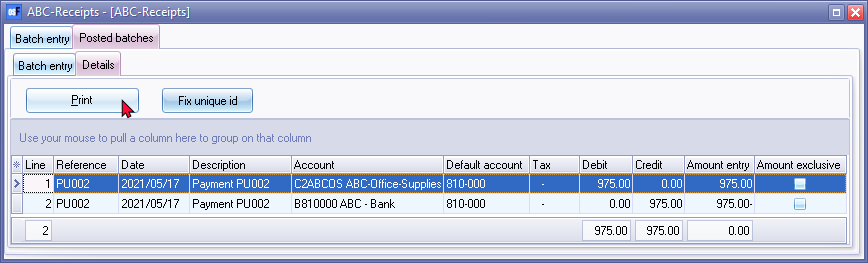 #F ABC-Receipts - [ABC-Receipts]
Batch entry Posted batches
Batch entry Details
Print Fix unique id
Use your mouse to pull a column here to group on that column
Line Reference Date Description Account Default account Tax Debit Credit Amount entry Amount exclusive
1 PU002 2021/05/17 Payment PU002 C2ABCOS ABC-Office-Supplies 810-000 - 975.00 0.00 975.00
2 PU002 2021/05/17 Payment PU002 B810000 ABC - Bank 810-000 - 0.00 975.00 975.00-
2 975.00 975.00 0.00